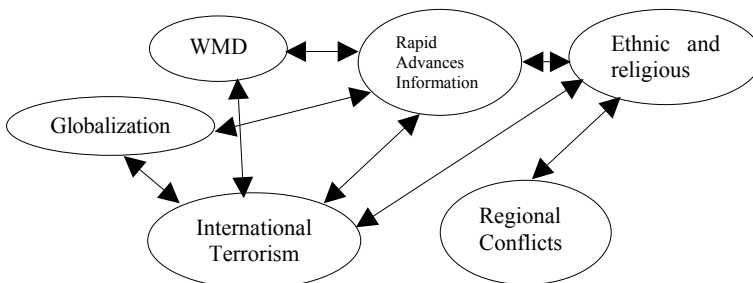 WMD
Rapid
Advances
Information
Ethnic and
religious
Globalization
International
Terrorism
Regional
Conflicts